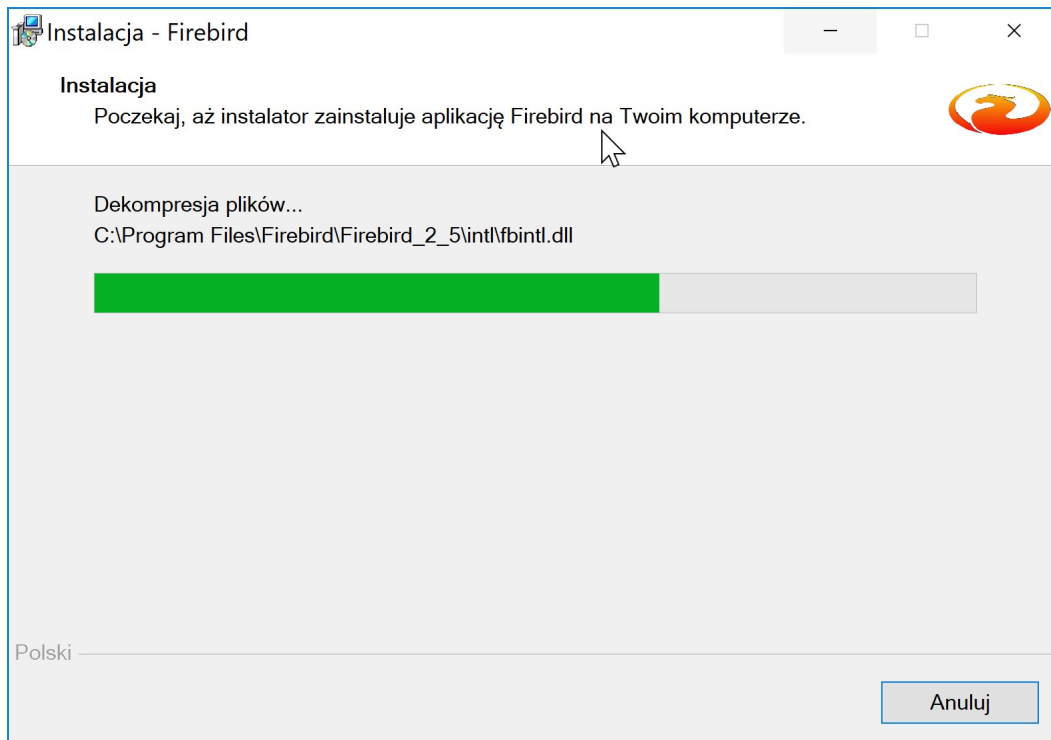 Instalacja - Firebird
Instalacja
Poczekaj, aż instalator zainstaluje aplikację Firebird na Twoim komputerze.
Dekompresja plików...
C:\Program Files\Firebird\Firebird_2_5\intl\fbintl.dll
Polski
Anuluj